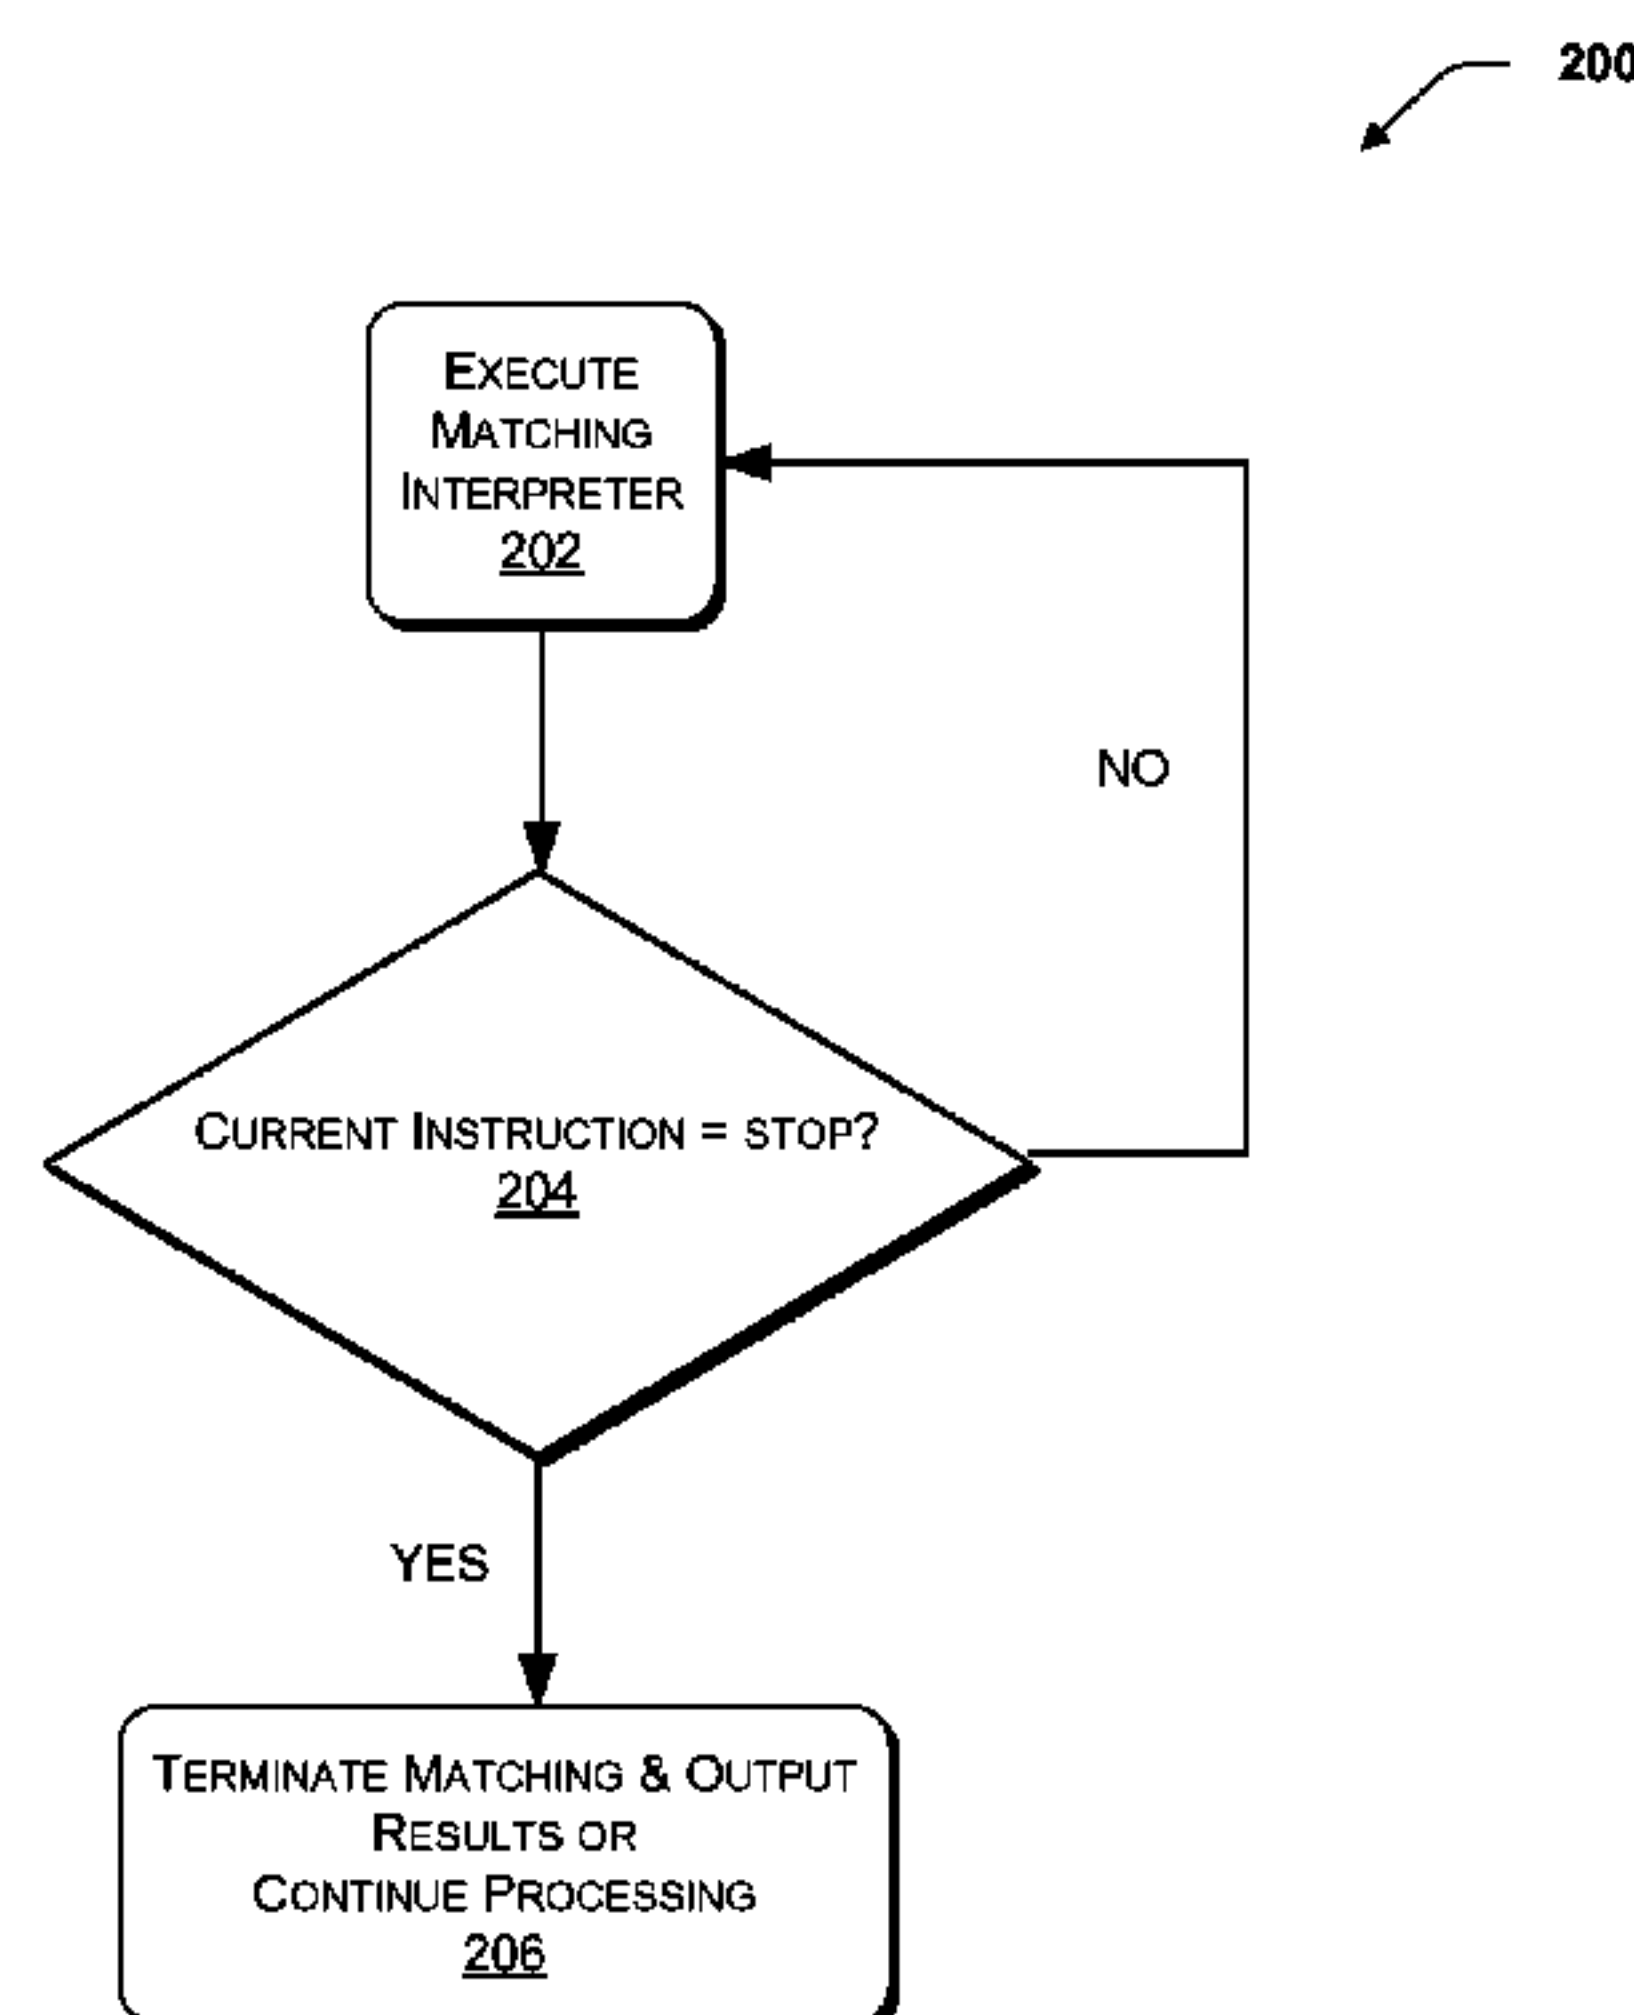 200
EXECUTE
MATCHING
INTERPRETER
202
NO
CURRENT INSTRUCTION = STOP?
204
YES
TERMINATE MATCHING & OUTPUT
RESULTS OR
CONTINUE PROCESSING
206